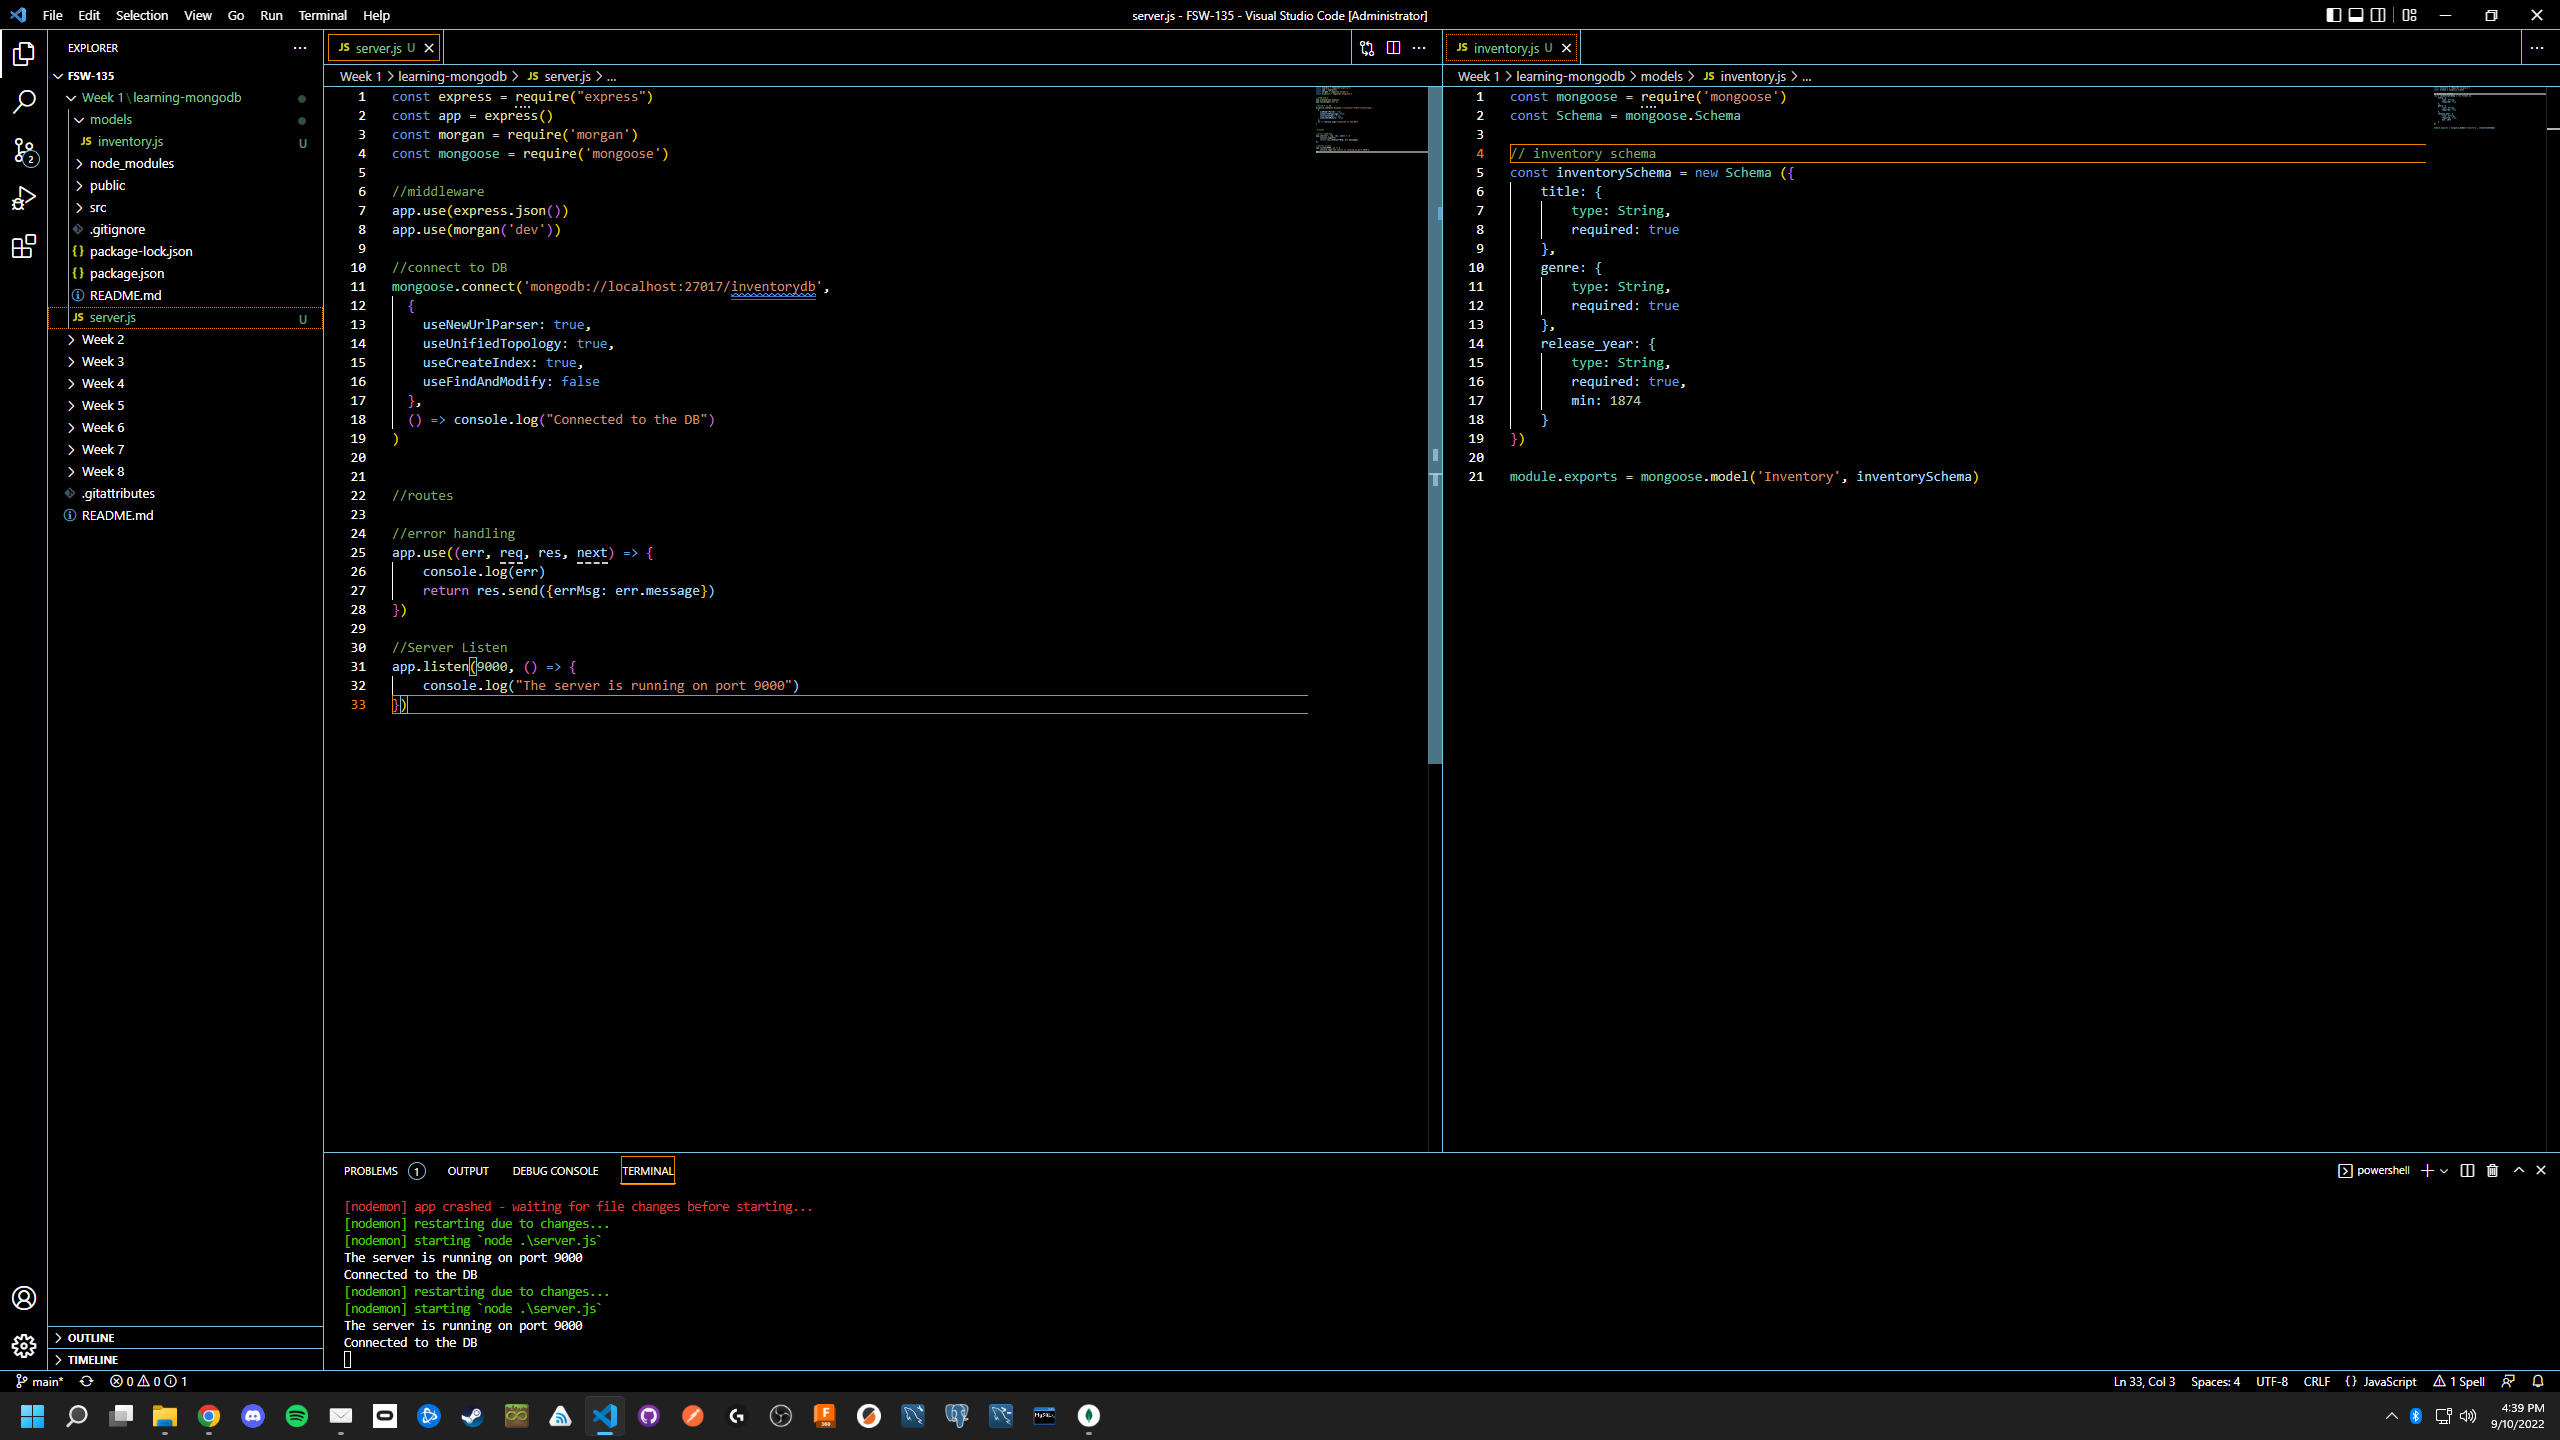 File Edit Selection View Go Run Terminal Help
server.js - FSW-135 - Visual Studio Code [Administrator]
EXPLORER
FSW-135
Week 1 \ learning-mongodb
models
JS inventory.js U
node_modules
public
src
.gitignore
{} package-lock.json
{} package.json
README.md
JS server.js U
Week 2
Week 3
Week 4
Week 5
Week 6
Week 7
Week 8
.gitattributes
README.md
OUTLINE
TIMELINE
2
JS server.js U
Week 1 > learning-mongodb > JS server.js > ...
1 const express = require("express")
2 const app = express()
3 const morgan = require('morgan')
4 const mongoose = require('mongoose')
5
6 //middleware
7 app.use(express.json())
8 app.use(morgan('dev'))
9
10 //connect to DB
11 mongoose.connect('mongodb://localhost:27017/inventorydb',
12 {
13 useNewUrlParser: true,
14 useUnifiedTopology: true,
15 useCreateIndex: true,
16 useFindAndModify: false
17 },
18 () => console.log("Connected to the DB")
19 )
20
21
22 //routes
23
24 //error handling
25 app.use((err, req, res, next) => {
26 console.log(err)
27 return res.send({errMsg: err.message})
28 })
29
30 //Server Listen
31 app.listen(9000, () => {
32 console.log("The server is running on port 9000")
33 })
JS inventory.js U
Week 1 > learning-mongodb > models > JS inventory.js > ...
1 const mongoose = require('mongoose')
2 const Schema = mongoose.Schema
3
4 // inventory schema
5 const inventorySchema = new Schema ({
6 title: {
7 type: String,
8 required: true
9 },
10 genre: {
11 type: String,
12 required: true
13 },
14 release_year: {
15 type: String,
16 required: true,
17 min: 1874
18 }
19 })
20
21 module.exports = mongoose.model('Inventory', inventorySchema)
PROBLEMS 1 OUTPUT DEBUG CONSOLE TERMINAL
powershell
[nodemon] app crashed - waiting for file changes before starting...
[nodemon] restarting due to changes...
[nodemon] starting `node .\server.js`
The server is running on port 9000
Connected to the DB
[nodemon] restarting due to changes...
[nodemon] starting `node .\server.js`
The server is running on port 9000
Connected to the DB
main* 0 0 1
Ln 33, Col 3 Spaces: 4 UTF-8 CRLF {} JavaScript 1 Spell
4:39 PM
9/10/2022